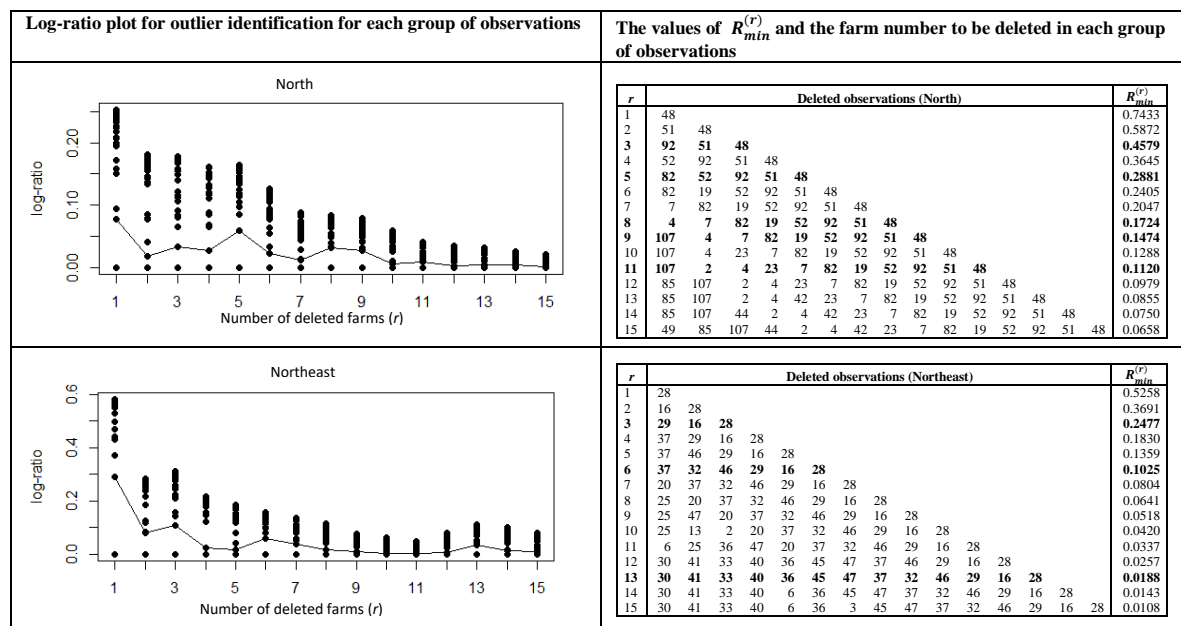 Log-ratio plot for outlier identification for each group of observations
The values of R_min^(r) and the farm number to be deleted in each group
of observations
North
log-ratio
0.20
0.10
0.00
1 3 5 7 9 11 13 15
Number of deleted farms (r)
r Deleted observations (North) R_min^(r)
1 48 0.7433
2 51 48 0.5872
3 92 51 48 0.4579
4 52 92 51 48 0.3645
5 82 52 92 51 48 0.2881
6 82 19 52 92 51 48 0.2405
7 7 82 19 52 92 51 48 0.2047
8 4 7 82 19 52 92 51 48 0.1724
9 107 4 7 82 19 52 92 51 48 0.1474
10 107 4 23 7 82 19 52 92 51 48 0.1288
11 107 2 4 23 7 82 19 52 92 51 48 0.1120
12 85 107 2 4 23 7 82 19 52 92 51 48 0.0979
13 85 107 2 4 42 23 7 82 19 52 92 51 48 0.0855
14 85 107 44 2 4 42 23 7 82 19 52 92 51 48 0.0750
15 49 85 107 44 2 4 42 23 7 82 19 52 92 51 48 0.0658
Northeast
log-ratio
0.6
0.4
0.2
0.0
1 3 5 7 9 11 13 15
Number of deleted farms (r)
r Deleted observations (Northeast) R_min^(r)
1 28 0.5258
2 16 28 0.3691
3 29 16 28 0.2477
4 37 29 16 28 0.1830
5 37 46 29 16 28 0.1359
6 37 32 46 29 16 28 0.1025
7 20 37 32 46 29 16 28 0.0804
8 25 20 37 32 46 29 16 28 0.0641
9 25 47 20 37 32 46 29 16 28 0.0518
10 25 13 2 20 37 32 46 29 16 28 0.0420
11 6 25 36 47 20 37 32 46 29 16 28 0.0337
12 30 41 33 40 36 45 47 37 46 29 16 28 0.0257
13 30 41 33 40 36 45 47 37 32 46 29 16 28 0.0188
14 30 41 33 40 6 36 45 47 37 32 46 29 16 28 0.0143
15 30 41 33 40 6 36 3 45 47 37 32 46 29 16 28 0.0108